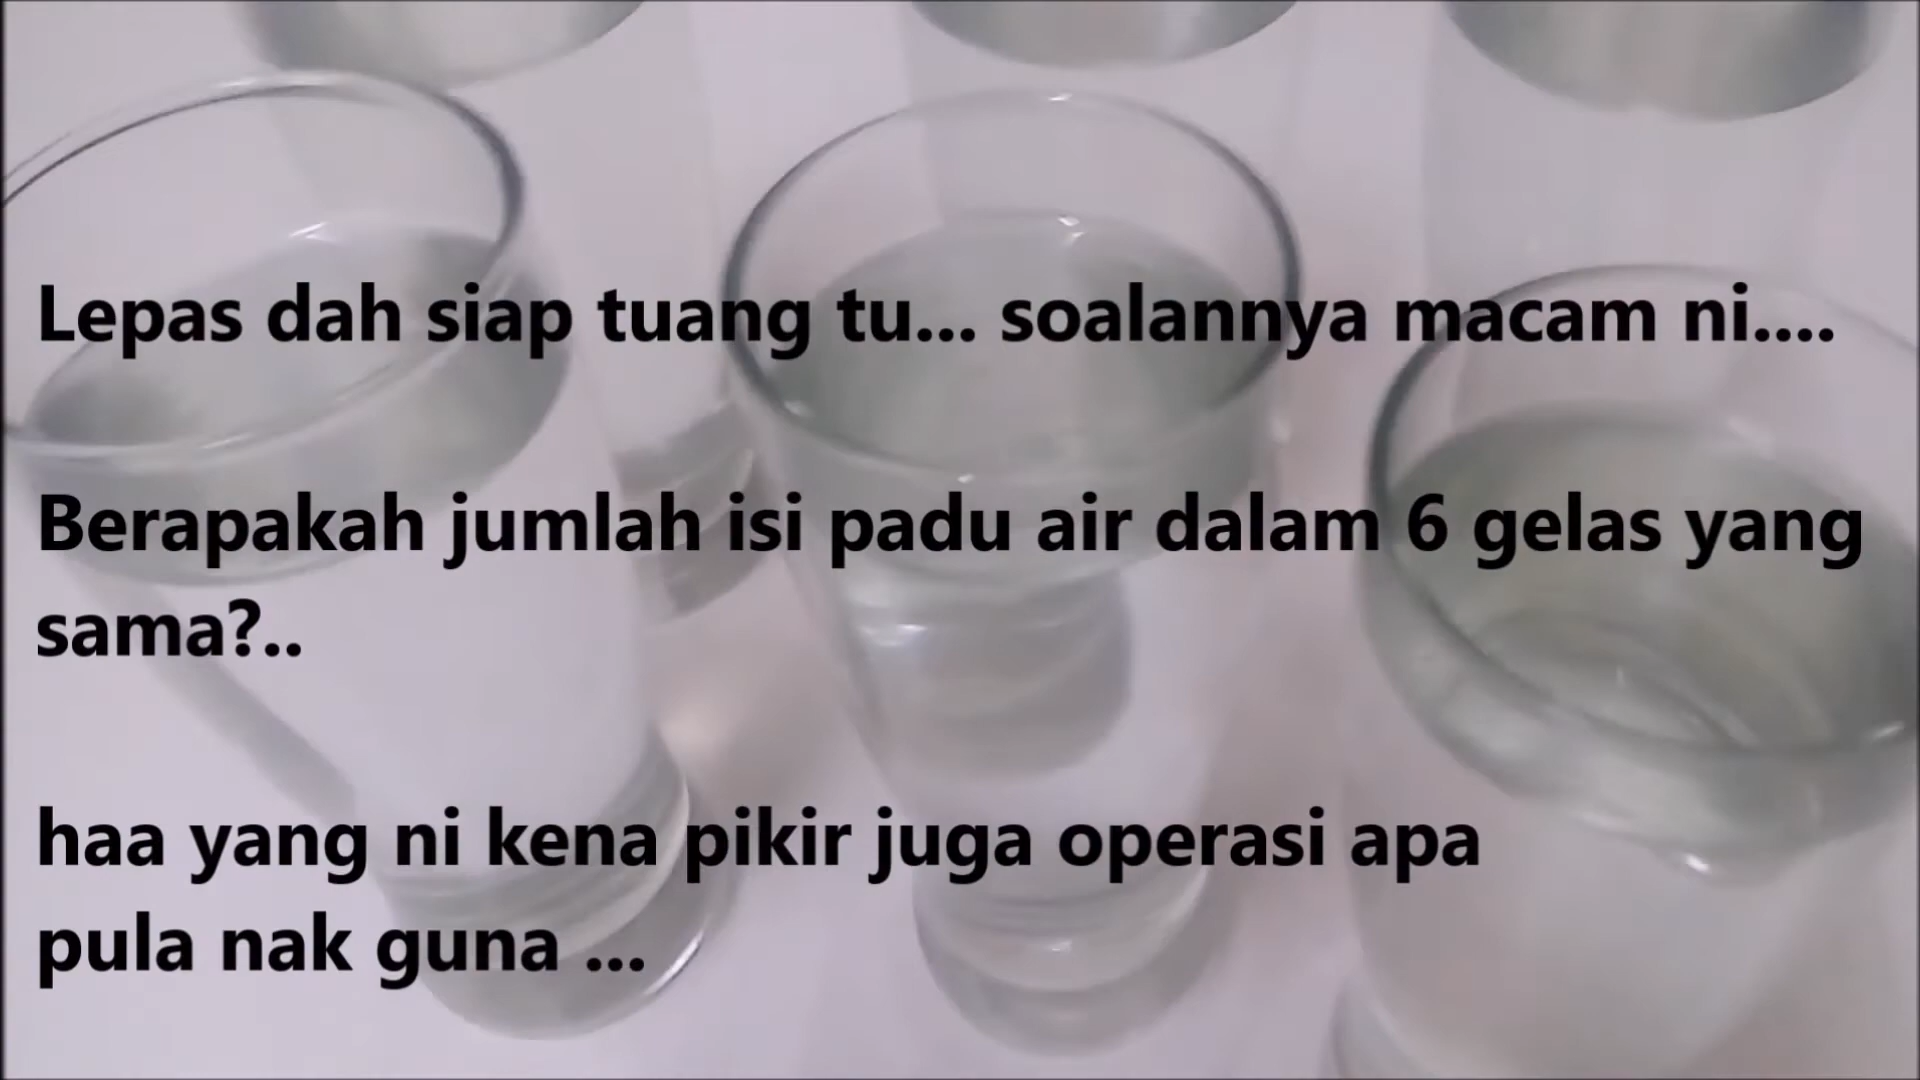 Lepas dah siap tuang tu... soalannya macam ni....
Berapakah jumlah isi padu air dalam 6 gelas yang
sama?..
haa yang ni kena pikir juga operasi apa
pula nak guna ...